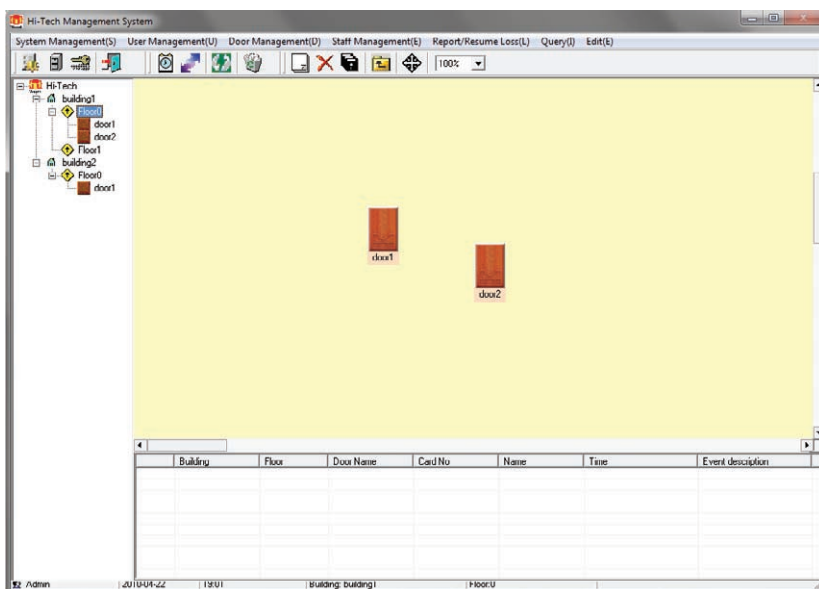 Hi-Tech Management System
System Management(S) User Management(U) Door Management(D) Staff Management(E) Report/Resume Loss(L) Query(I) Edit(E)
100%
Hi-Tech
building1
Floor0
door1
door2
Floor1
building2
Floor0
door1
door1
door2
Building Floor Door Name Card No Name Time Event description
Admin 2010-04-22 19:01 Building: building1 Floor:0